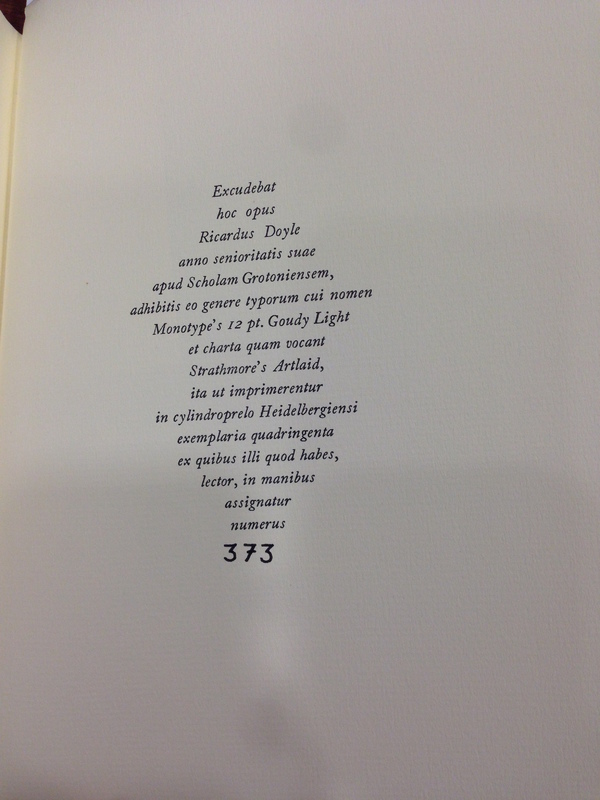 Excudebat
hoc opus
Ricardus Doyle
anno senioritatis suae
apud Scholam Grotoniensem,
adhibitis eo genere typorum cui nomen
Monotype's 12 pt. Goudy Light
et charta quam vocant
Strathmore's Artlaid,
ita ut imprimerentur
in cylindroprelo Heidelbergiensi
exemplaria quadringenta
ex quibus illi quod habes,
lector, in manibus
assignatur
numerus
373